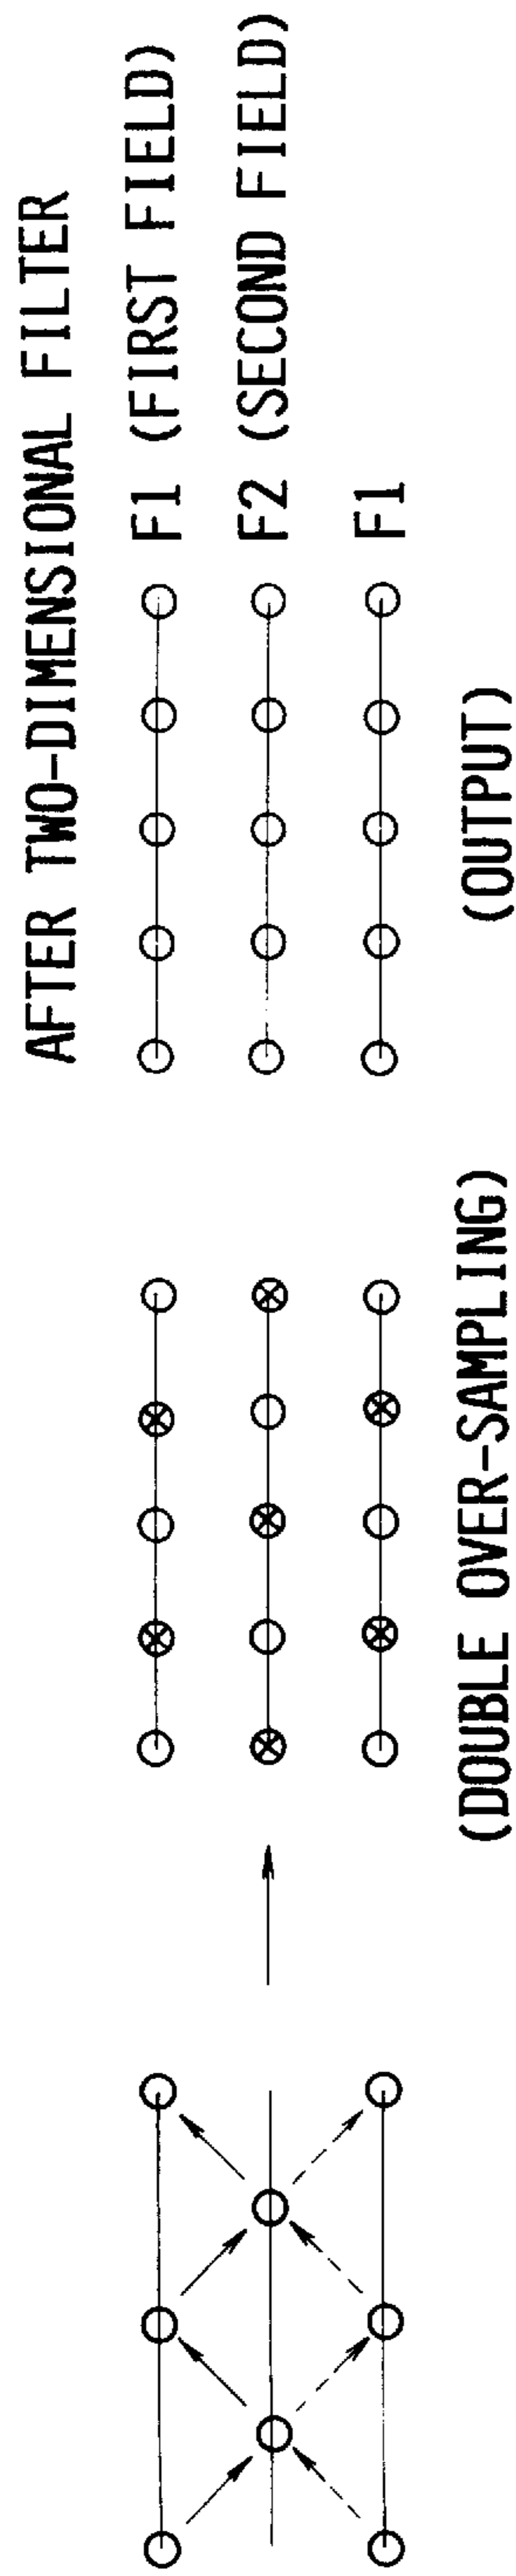 AFTER TWO-DIMENSIONAL FILTER
F1 (FIRST FIELD)
F2 (SECOND FIELD)
F1
(DOUBLE OVER-SAMPLING)
(OUTPUT)